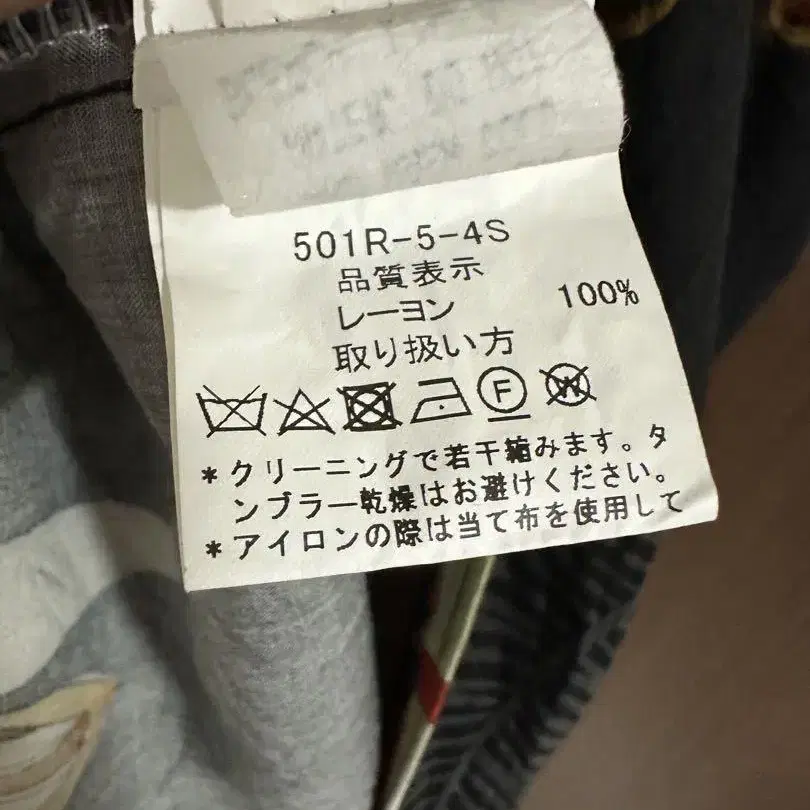 501R-5-4S
品質表示
レーヨン 100%
取り扱い方
F W
*クリーニングで若干縮みます。タ
ンブラー乾燥はお避けください。
*アイロンの際は当て布を使用して